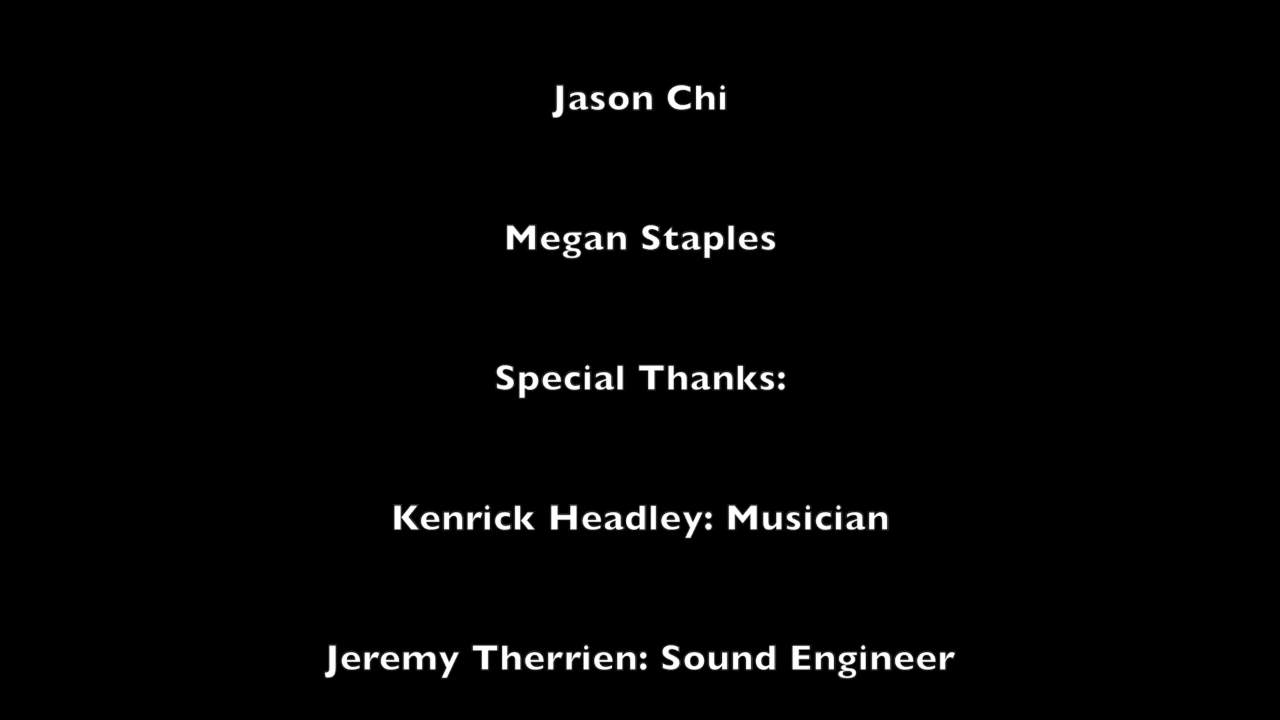 Jason Chi
Megan Staples
Special Thanks:
Kenrick Headley: Musician
Jeremy Therrien: Sound Engineer